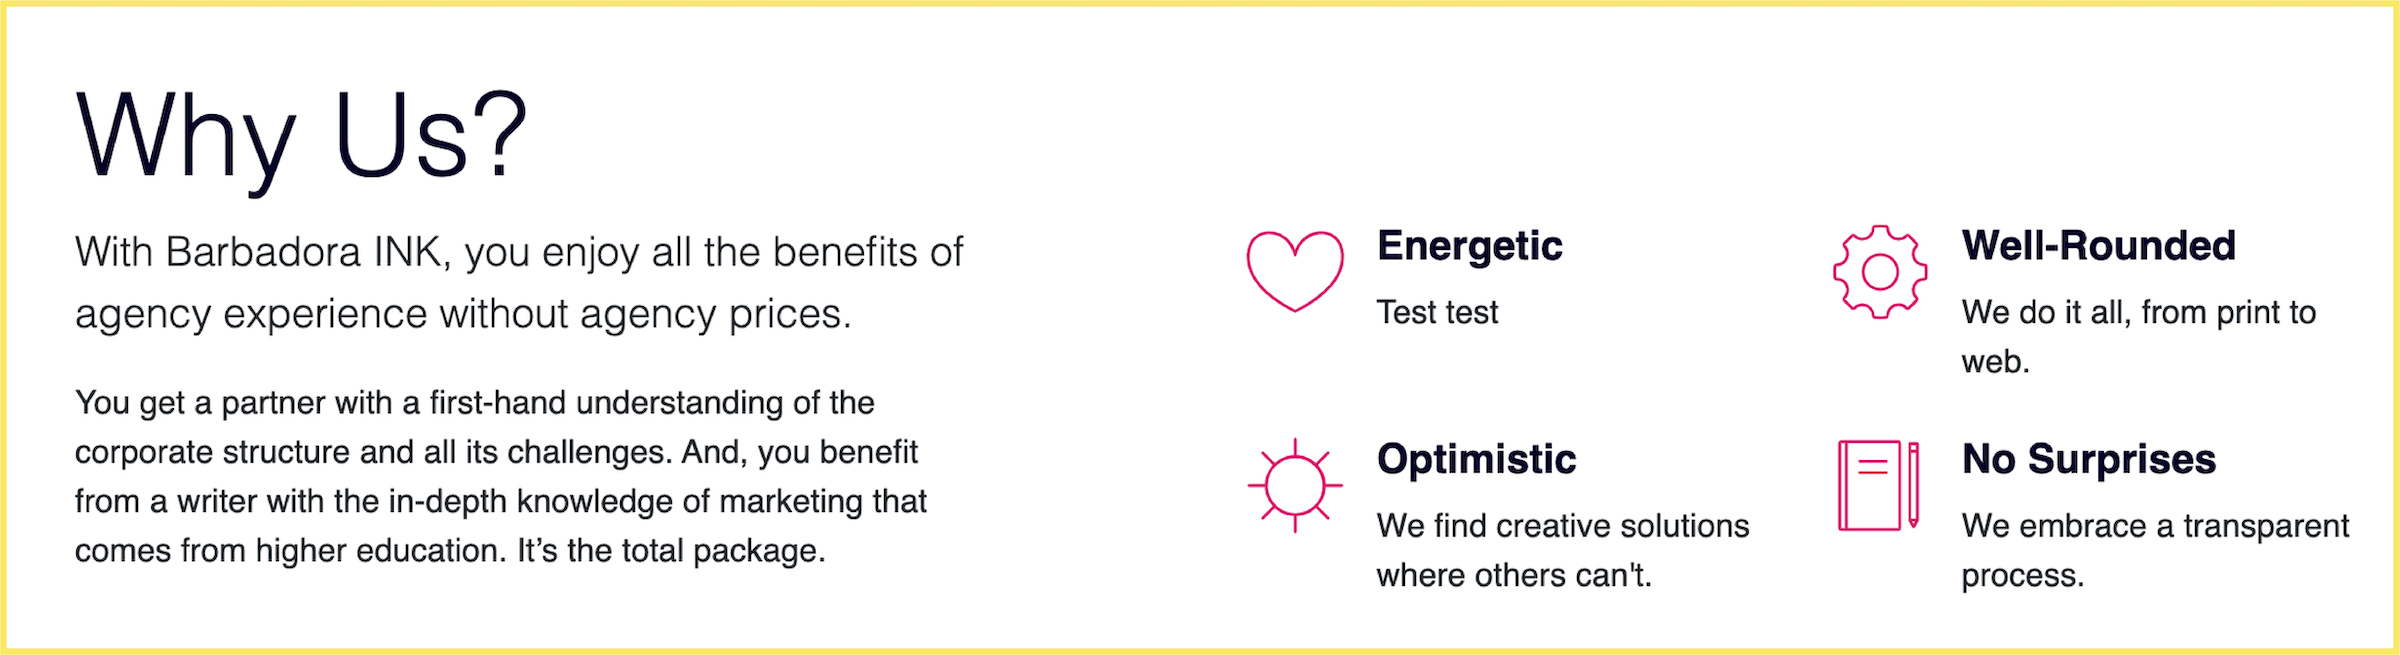 Why Us?
With Barbadora INK, you enjoy all the benefits of
agency experience without agency prices.
You get a partner with a first-hand understanding of the
corporate structure and all its challenges. And, you benefit
from a writer with the in-depth knowledge of marketing that
comes from higher education. It’s the total package.
Energetic
Test test
Well-Rounded
We do it all, from print to
web.
Optimistic
We find creative solutions
where others can't.
No Surprises
We embrace a transparent
process.